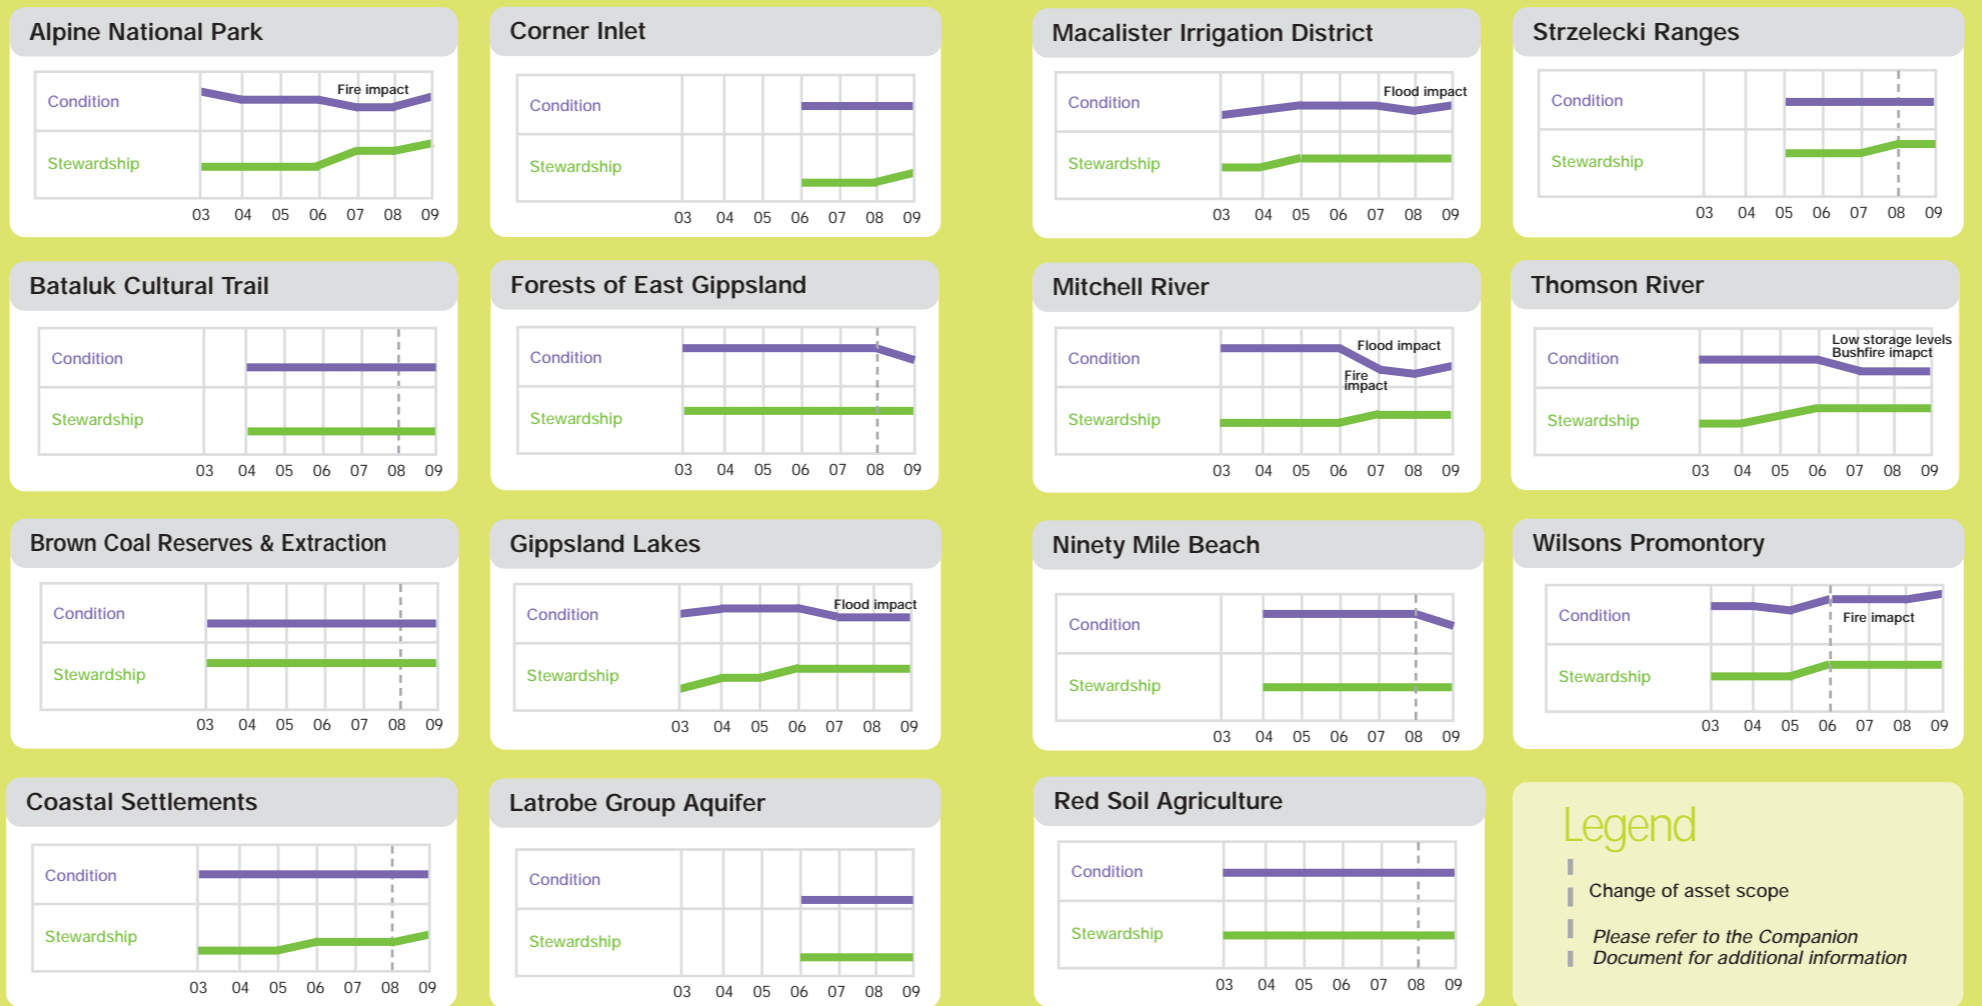 Alpine National Park
Condition
Fire impact
Stewardship
03 04 05 06 07 08 09
Corner Inlet
Condition
Stewardship
03 04 05 06 07 08 09
Macalister Irrigation District
Flood impact
Condition
Stewardship
03 04 05 06 07 08 09
Strzelecki Ranges
Condition
Stewardship
03 04 05 06 07 08 09
Bataluk Cultural Trail
Condition
Stewardship
03 04 05 06 07 08 09
Forests of East Gippsland
Condition
Stewardship
03 04 05 06 07 08 09
Mitchell River
Flood impact
Condition
Fire
impact
Stewardship
03 04 05 06 07 08 09
Thomson River
Low storage levels
Bushfire imapct
Condition
Stewardship
03 04 05 06 07 08 09
Brown Coal Reserves & Extraction
Condition
Stewardship
03 04 05 06 07 08 09
Gippsland Lakes
Flood impact
Condition
Stewardship
03 04 05 06 07 08 09
Ninety Mile Beach
Condition
Stewardship
03 04 05 06 07 08 09
Wilsons Promontory
Condition
Fire imapct
Stewardship
03 04 05 06 07 08 09
Coastal Settlements
Condition
Stewardship
03 04 05 06 07 08 09
Latrobe Group Aquifer
Condition
Stewardship
03 04 05 06 07 08 09
Red Soil Agriculture
Condition
Stewardship
03 04 05 06 07 08 09
Legend
Change of asset scope
Please refer to the Companion
Document for additional information